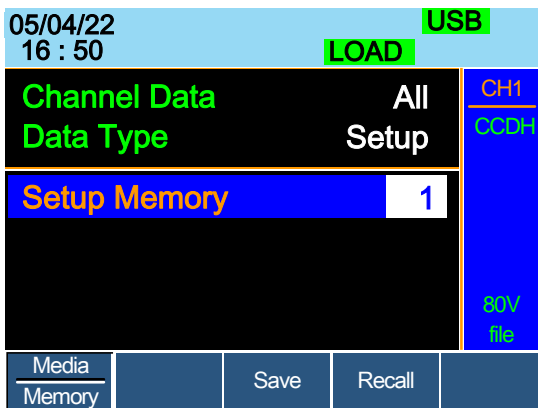 05/04/22 USB
16 : 50 LOAD
Channel Data All CH1
Data Type Setup CCDH
Setup Memory 1
80V
file
Media
Memory Save Recall